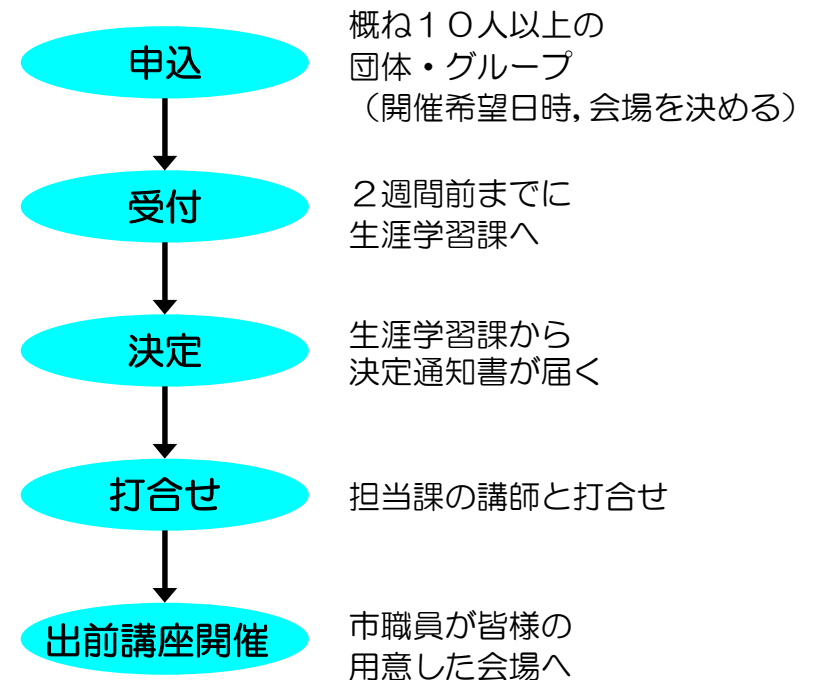 申込
概ね１０人以上の
団体・グループ
（開催希望日時，会場を決める）
受付
２週間前までに
生涯学習課へ
決定
生涯学習課から
決定通知書が届く
打合せ
担当課の講師と打合せ
出前講座開催
市職員が皆様の
用意した会場へ